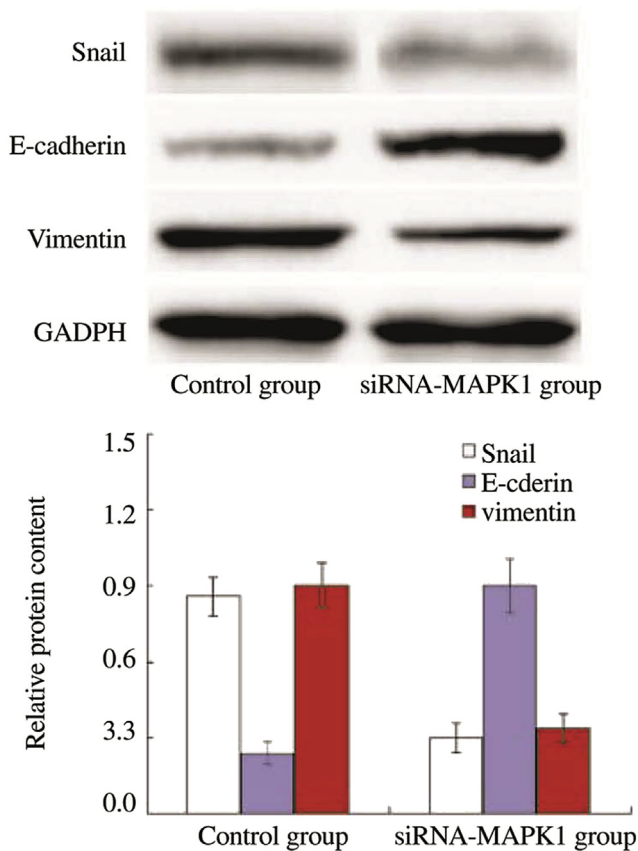 Snail
E-cadherin
Vimentin
GADPH
Control group siRNA-MAPK1 group
Relative protein content
1.5
1.2
0.9
0.6
3.3
0.0
Snail
E-cderin
vimentin
Control group siRNA-MAPK1 group